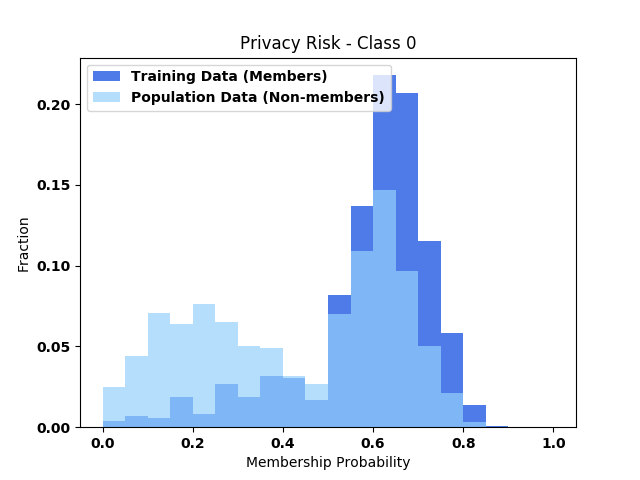 Privacy Risk - Class 0
Training Data (Members)
Population Data (Non-members)
0.20
0.15
0.10
0.05
0.00
Fraction
0.0 0.2 0.4 0.6 0.8 1.0
Membership Probability